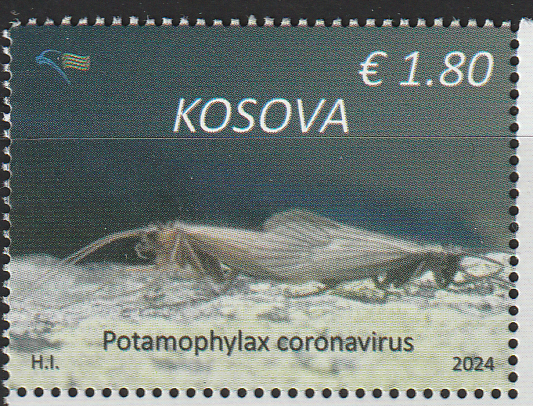 € 1.80
KOSOVA
Potamophylax coronavirus
H.I. 2024